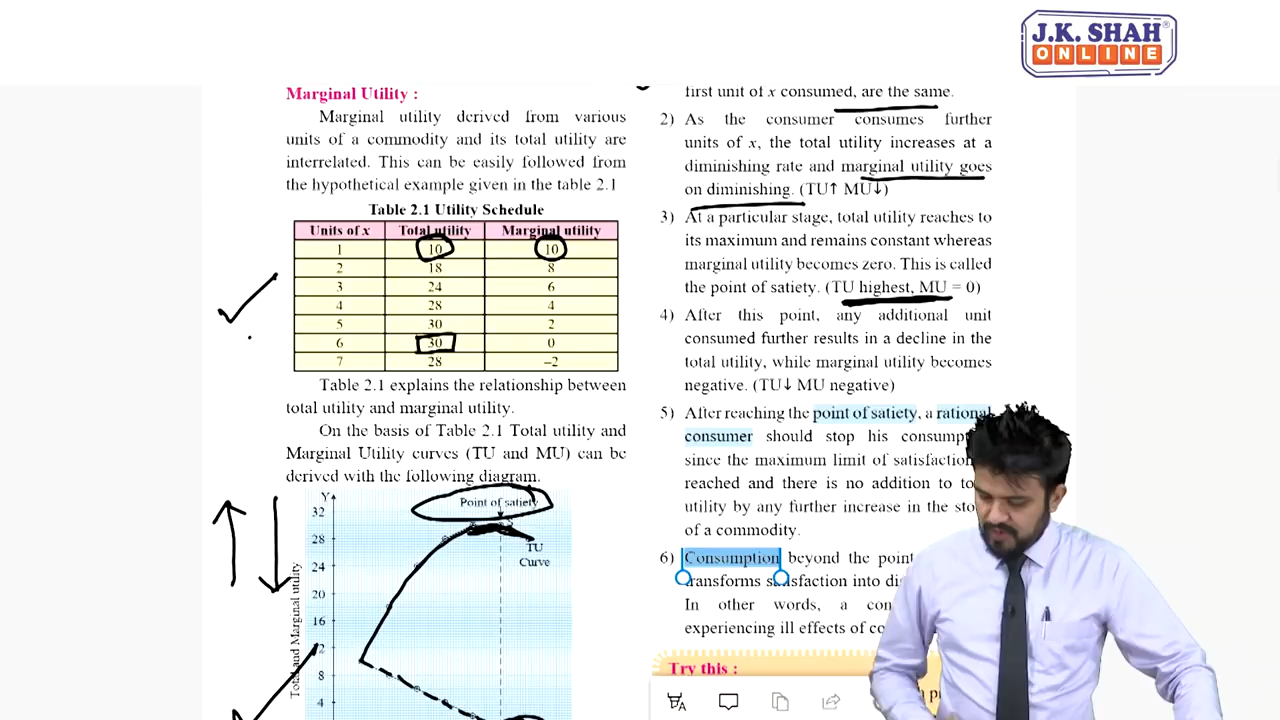 J.K. SHAH®
ONLINE
Marginal Utility :
Marginal utility derived from various
units of a commodity and its total utility are
interrelated. This can be easily followed from
the hypothetical example given in the table 2.1
Table 2.1 Utility Schedule
Units of x Total utility Marginal utility
1 10 10
2 18 8
3 24 6
4 28 4
5 30 2
6 30 0
7 28 –2
Table 2.1 explains the relationship between
total utility and marginal utility.
On the basis of Table 2.1 Total utility and
Marginal Utility curves (TU and MU) can be
derived with the following diagram.
Y
Point of satiety
32
28
24
20
16
12
8
4
TU
Curve
Total and Marginal utility
first unit of x consumed, are the same.
2) As the consumer consumes further
units of x, the total utility increases at a
diminishing rate and marginal utility goes
on diminishing. (TU↑ MU↓)
3) At a particular stage, total utility reaches to
its maximum and remains constant whereas
marginal utility becomes zero. This is called
the point of satiety. (TU highest, MU = 0)
4) After this point, any additional unit
consumed further results in a decline in the
total utility, while marginal utility becomes
negative. (TU↓ MU negative)
5) After reaching the point of satiety, a rational
consumer should stop his
since the maximum limit of satisfaction
reached and there is no addition to
utility by any further increase in the
of a commodity.
6) Consumption beyond the point
transforms satisfaction into
In other words, a
experiencing ill effects of
Try this :